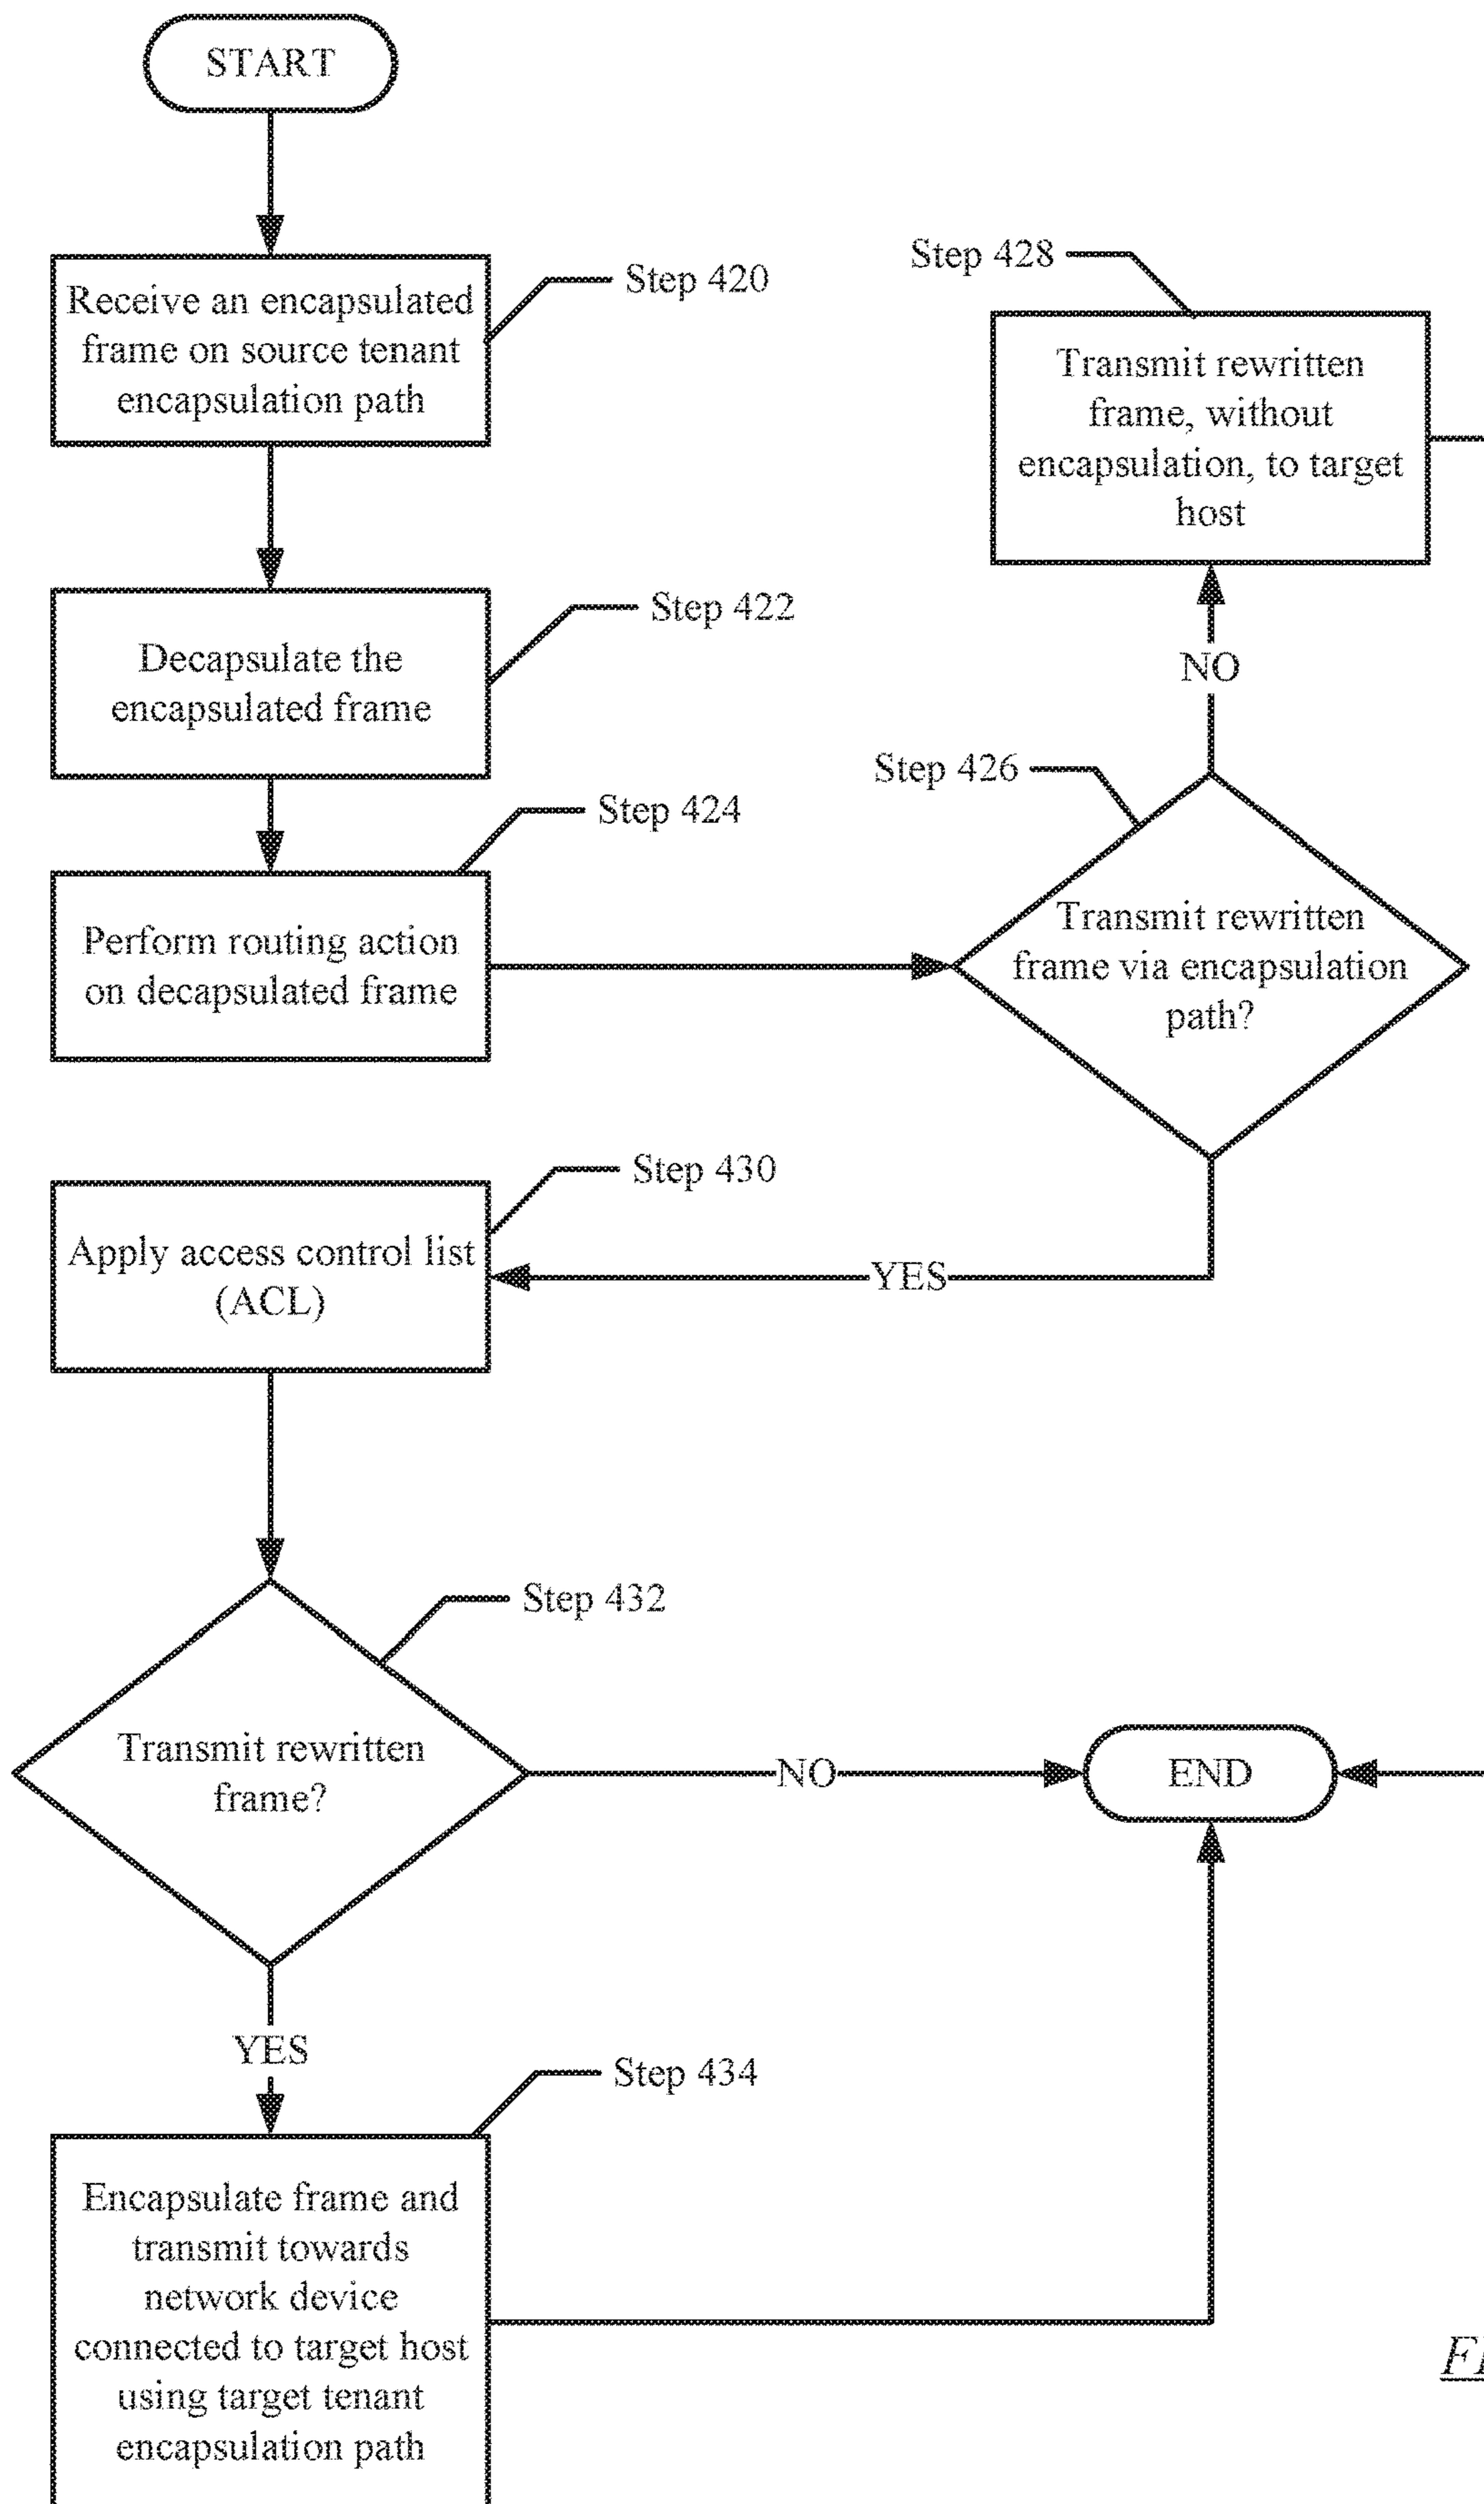 START
Receive an encapsulated
frame on source tenant
encapsulation path
Step 420
Decapsulate the
encapsulated frame
Step 422
Perform routing action
on decapsulated frame
Step 424
Transmit rewritten
frame via encapsulation
path?
Step 426
NO
Transmit rewritten
frame, without
encapsulation, to target
host
Step 428
YES
Apply access control list
(ACL)
Step 430
Transmit rewritten
frame?
Step 432
NO
END
YES
Encapsulate frame and
transmit towards
network device
connected to target host
using target tenant
encapsulation path
Step 434